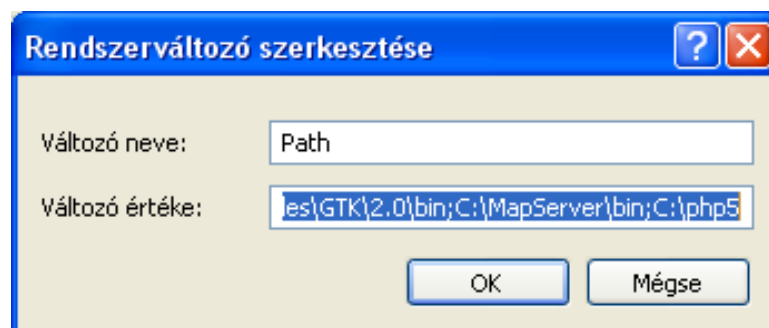 Rendszerváltozó szerkesztése
Változó neve: Path
Változó értéke: es\GTK\2.0\bin;C:\MapServer\bin;C:\php5
OK Mégse